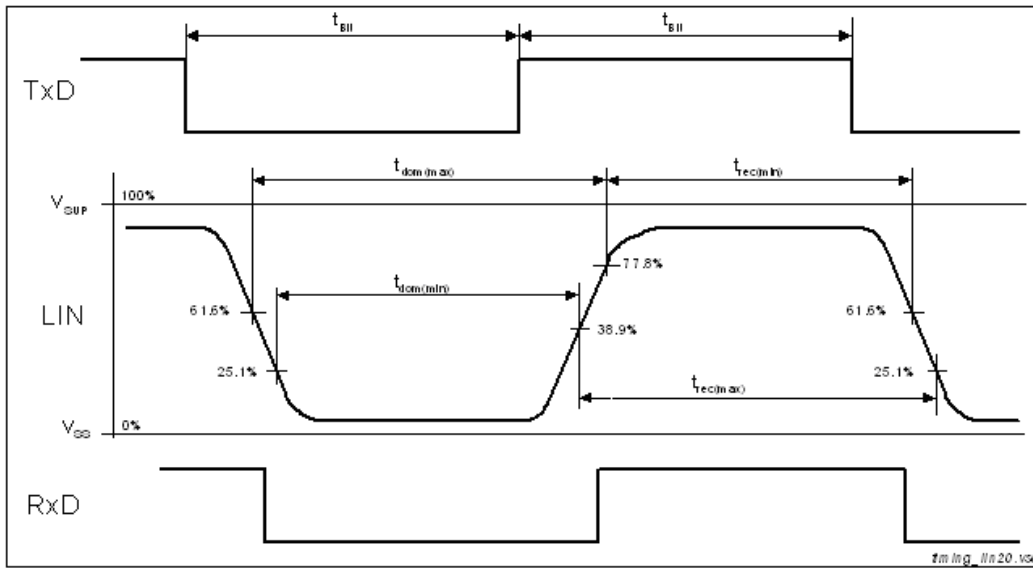 tBit tBit
TxD
tdom(max) trec(min)
VSUP 100%
77.8%
tdom(min)
LIN 61.6% 38.9% 61.6%
25.1% 25.1%
trec(max)
VSS 0%
RxD
timing_lin20.vsd